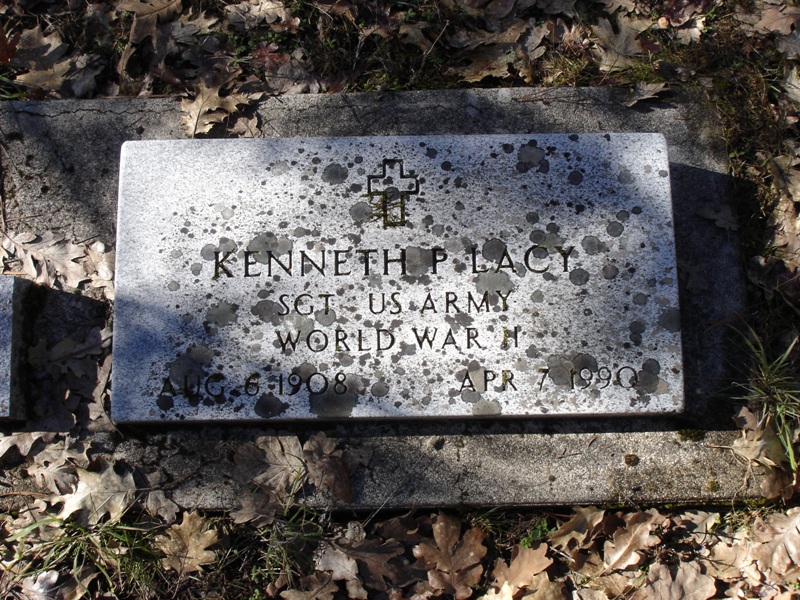 KENNETH P LACY
SGT US ARMY
WORLD WAR II
AUG 6 1908 APR 7 1990